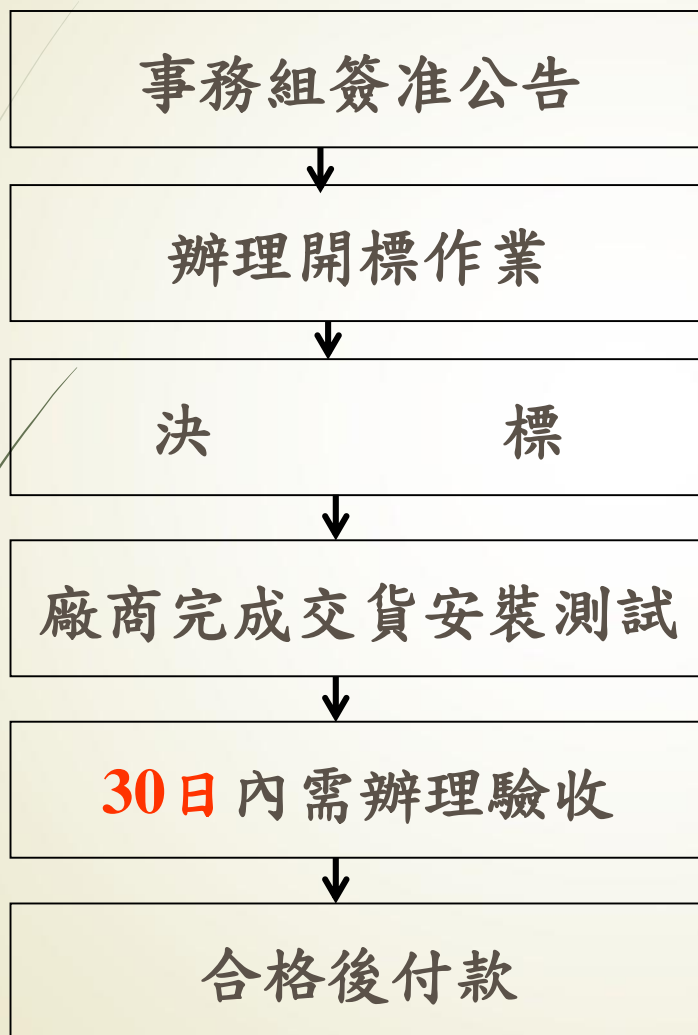 事務組簽准公告
辦理開標作業
決 標
廠商完成交貨安裝測試
30日內需辦理驗收
合格後付款